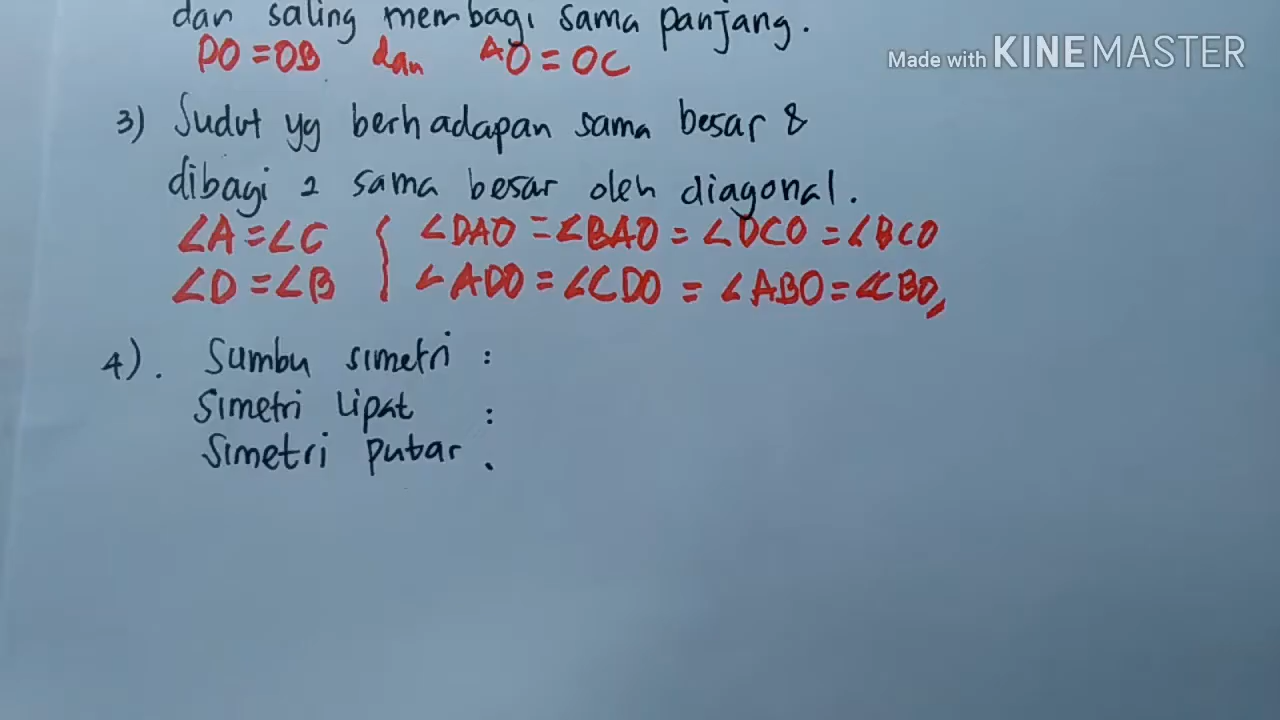 dan saling membagi sama panjang.
DO = OB dan AO = OC
Made with KINEMASTER
3) Sudut yg berhadapan sama besar &
dibagi 2 sama besar oleh diagonal.
∠A = ∠C { ∠DAO = ∠BAO = ∠DCO = ∠BCO
∠D = ∠B ∠ADO = ∠CDO = ∠ABO = ∠CBO,
4). Sumbu simetri :
Simetri lipat :
Simetri putar .